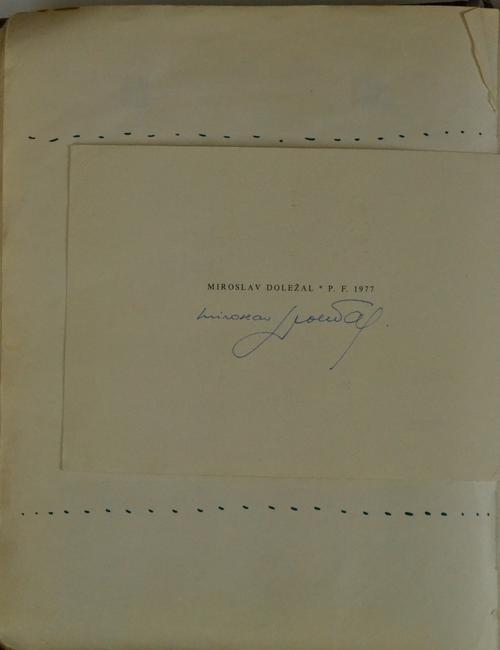 MIROSLAV DOLEŽAL * P. F. 1977
Miroslav Doležal.